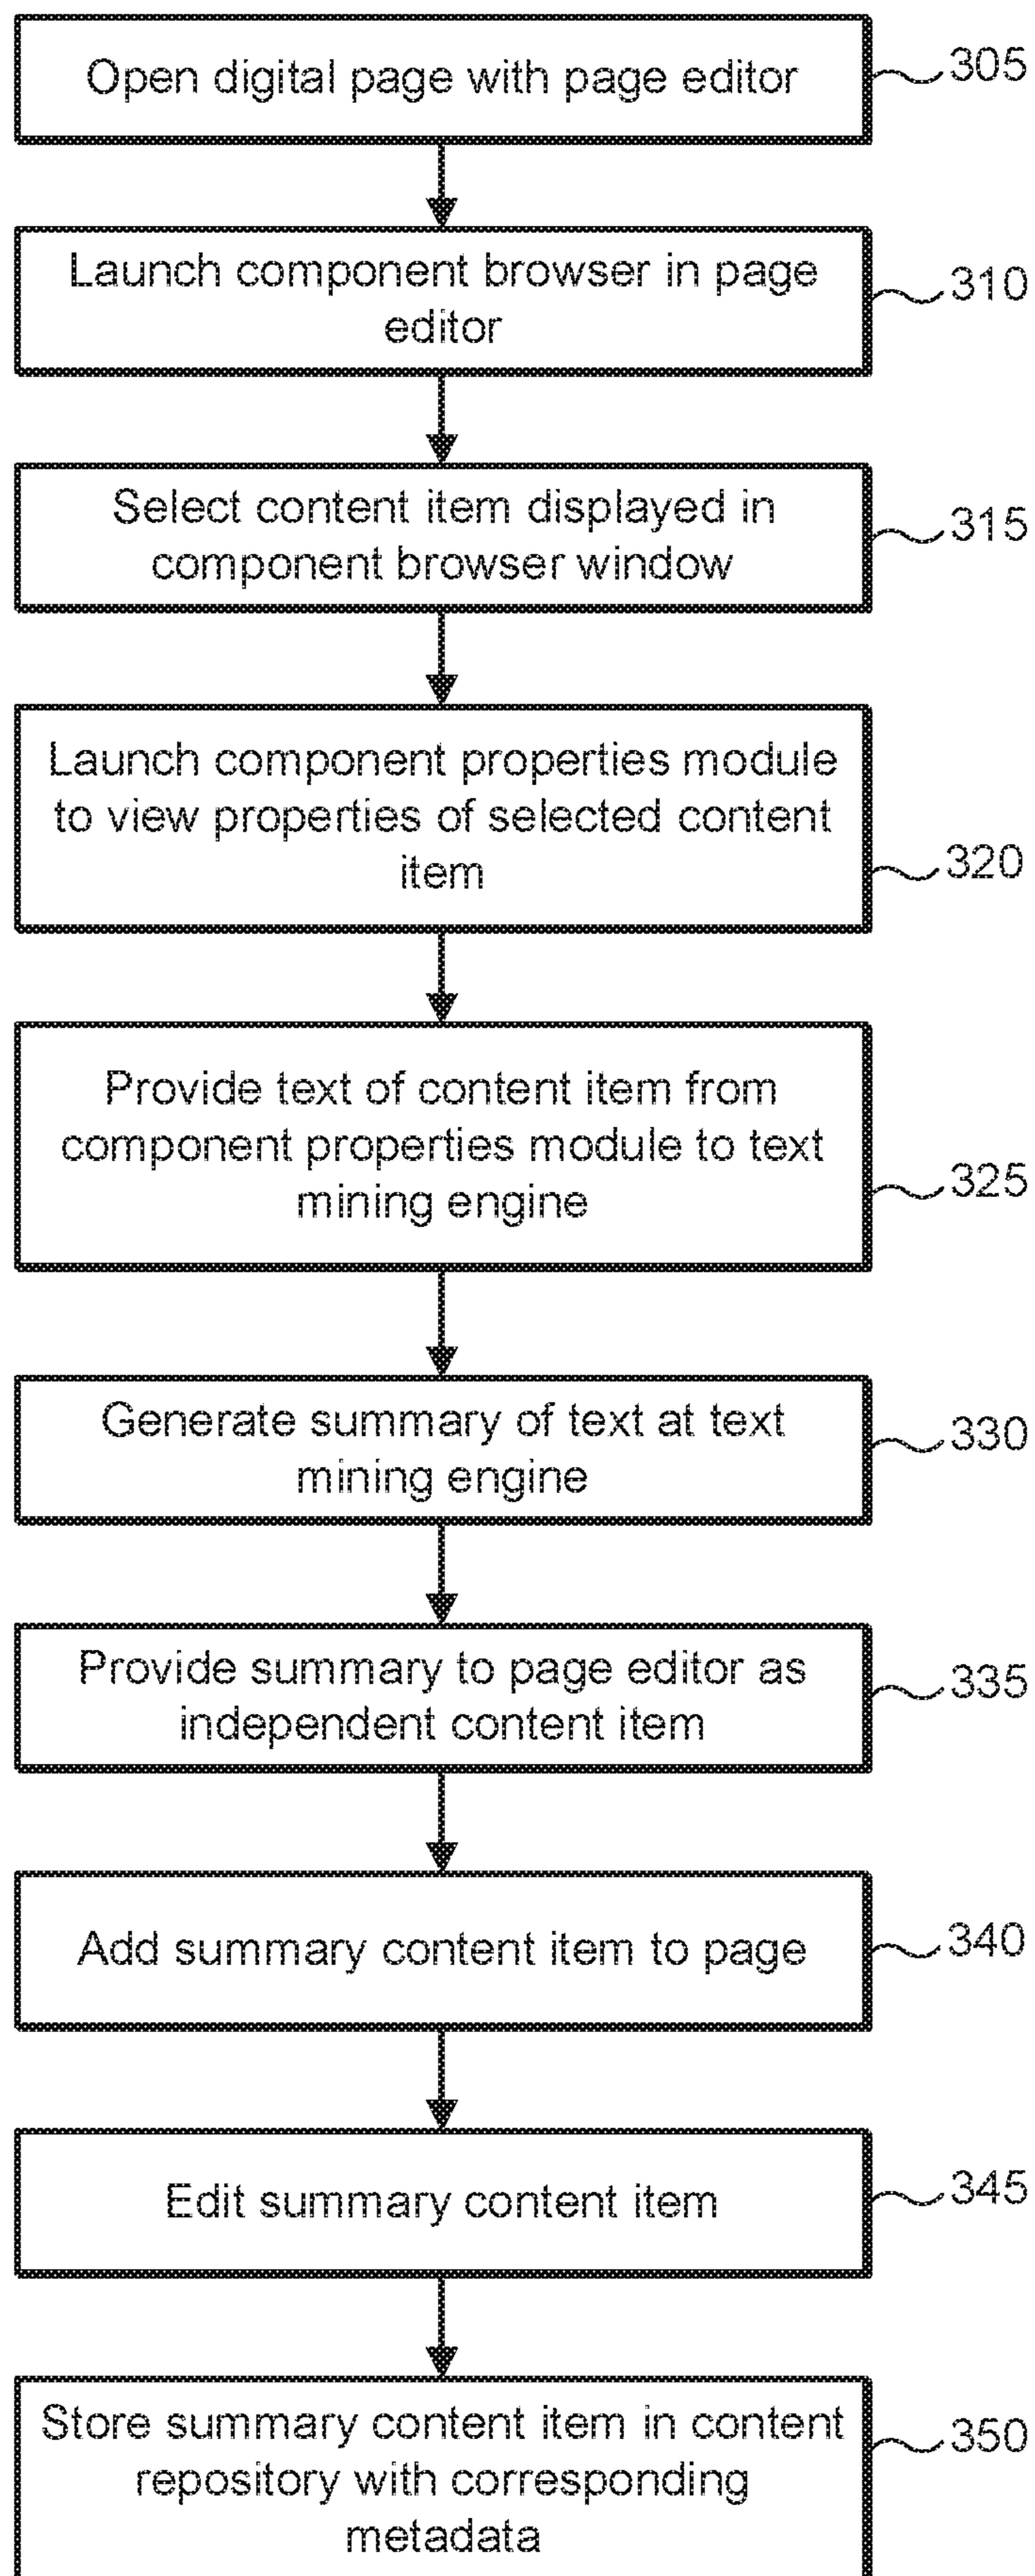 Open digital page with page editor
305
Launch component browser in page
editor
310
Select content item displayed in
component browser window
315
Launch component properties module
to view properties of selected content
item
320
Provide text of content item from
component properties module to text
mining engine
325
Generate summary of text at text
mining engine
330
Provide summary to page editor as
independent content item
335
Add summary content item to page
340
Edit summary content item
345
Store summary content item in content
repository with corresponding
metadata
350